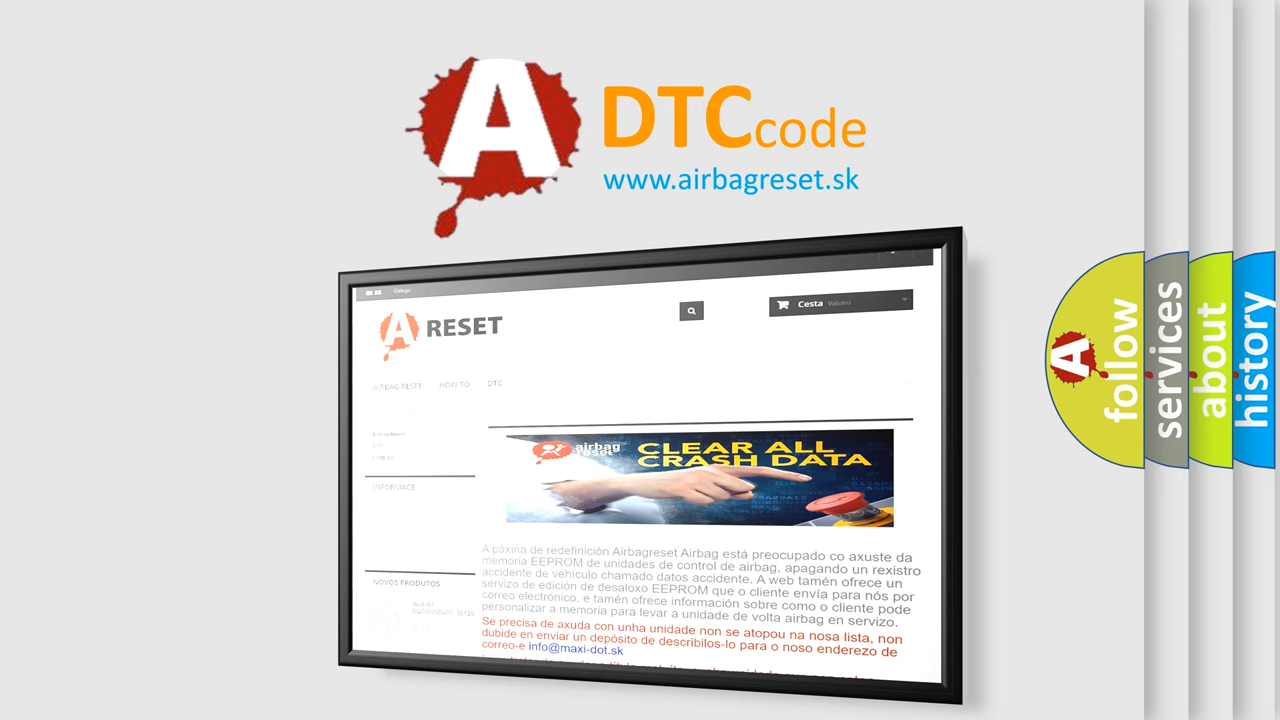 A
DTCcode
www.airbagreset.sk
Galego
A RESET
Cesta Valoiro
AIRBAG RESET HOW TO DTC
INFORMACE
NOVOS PRODUTOS
airbag
reset
CLEAR ALL
CRASH DATA
A páxina de redefinición Airbagreset Airbag está preocupado co axuste da
memoria EEPROM de unidades de control de airbag, apagando un rexistro
accidente de vehículo chamado datos accidente. A web tamén ofrece un
servizo de edición de desaloxo EEPROM que o cliente envía para nós por
correo electrónico, e tamén ofrece información sobre como o cliente pode
personalizar a memoria para levar a unidade de volta airbag en servizo.
Se precisa de axuda con unha unidade non se atopou na nosa lista, non
dubide en enviar un depósito de describilos-lo para o noso enderezo de
correo-e info@maxi-dot.sk
A
follow
services
about
history